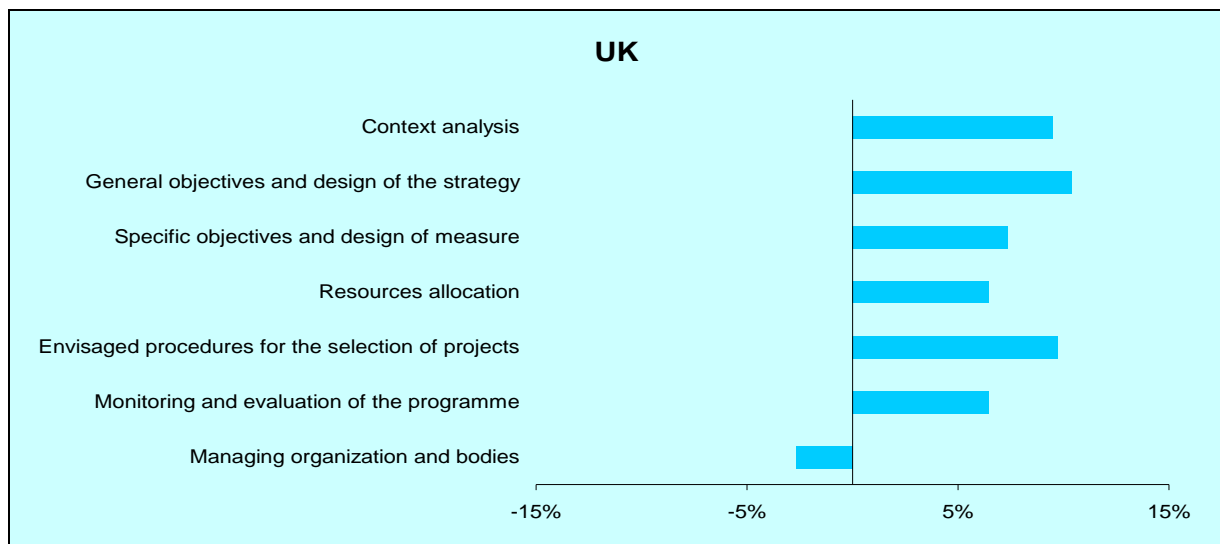 UK
Context analysis
General objectives and design of the strategy
Specific objectives and design of measure
Resources allocation
Envisaged procedures for the selection of projects
Monitoring and evaluation of the programme
Managing organization and bodies
-15% -5% 5% 15%